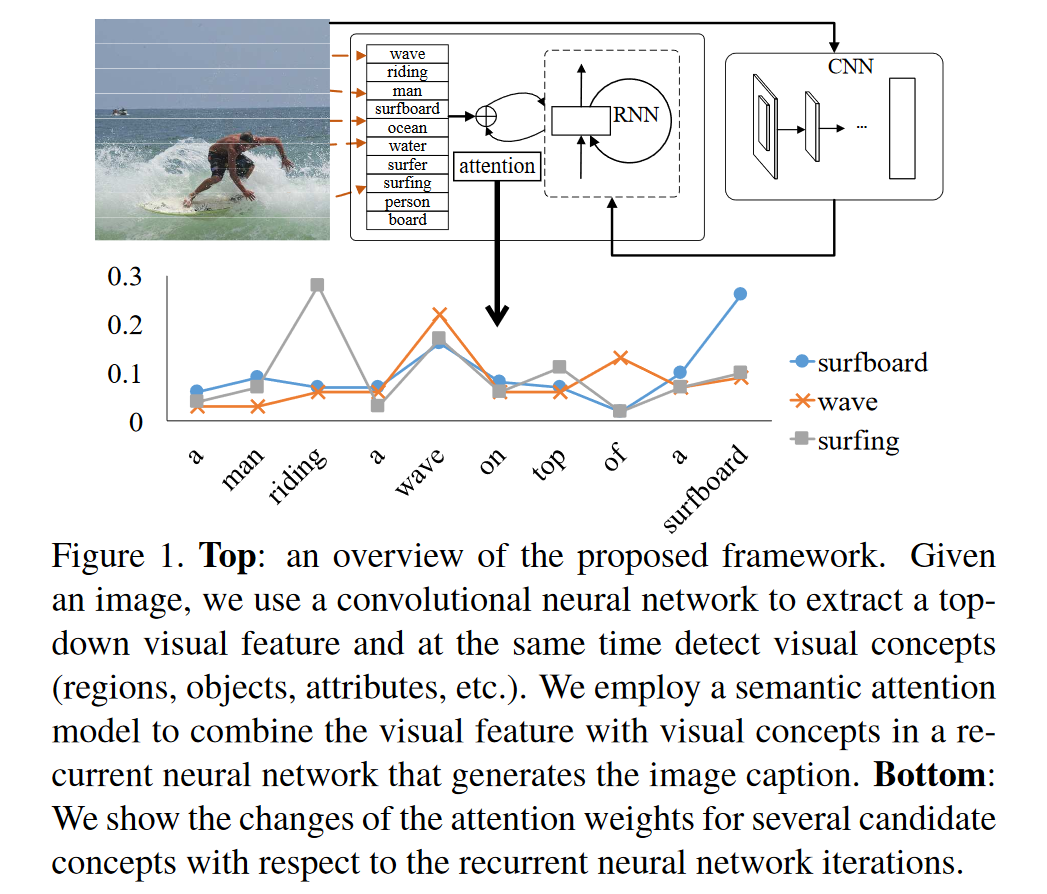 wave
riding
man
surfboard
ocean
water
surfer
surfing
person
board
attention
RNN
CNN
...
0.3
0.2
0.1
0
a
man
riding
a
wave
on
top
of
a
surfboard
surfboard
wave
surfing
Figure 1. Top: an overview of the proposed framework. Given
an image, we use a convolutional neural network to extract a top-
down visual feature and at the same time detect visual concepts
(regions, objects, attributes, etc.). We employ a semantic attention
model to combine the visual feature with visual concepts in a re-
current neural network that generates the image caption. Bottom:
We show the changes of the attention weights for several candidate
concepts with respect to the recurrent neural network iterations.